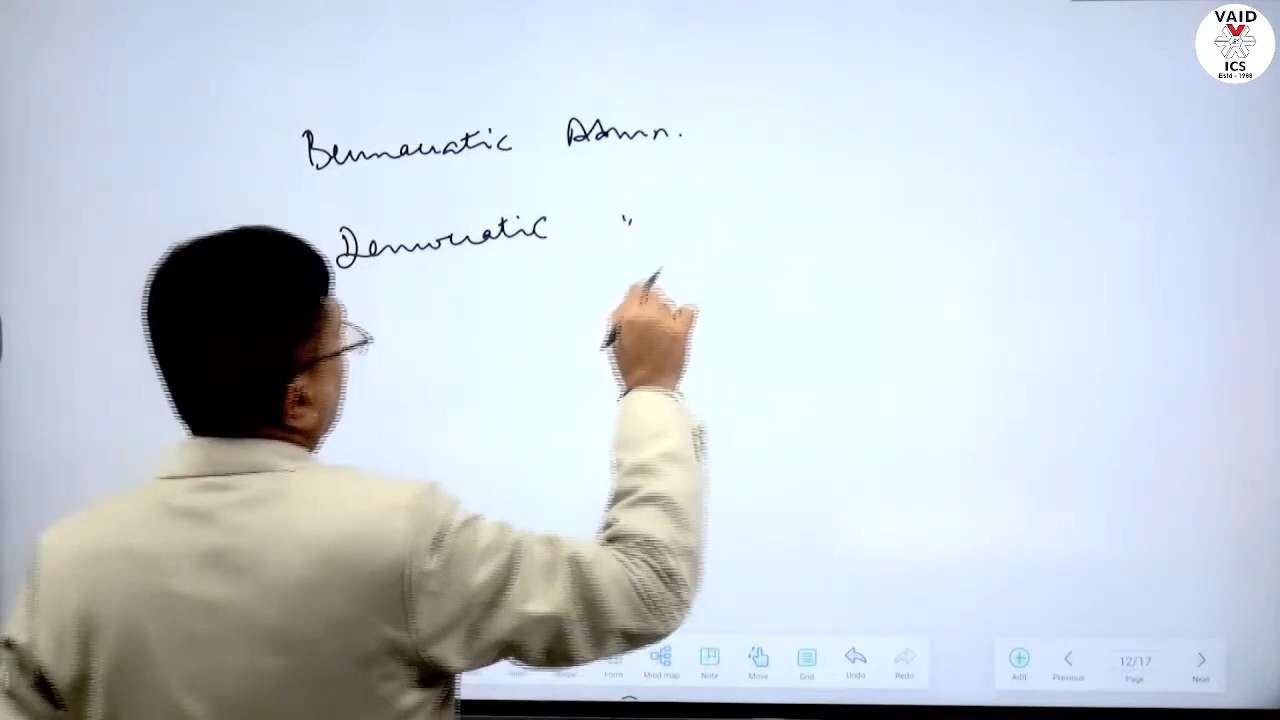 VAID
ICS
Estd - 1988
Bureaucratic Admn.
Democratic "
Form
Mind map
Note
Move
Grid
Undo
Redo
Add
Previous
12/17
Page
Next